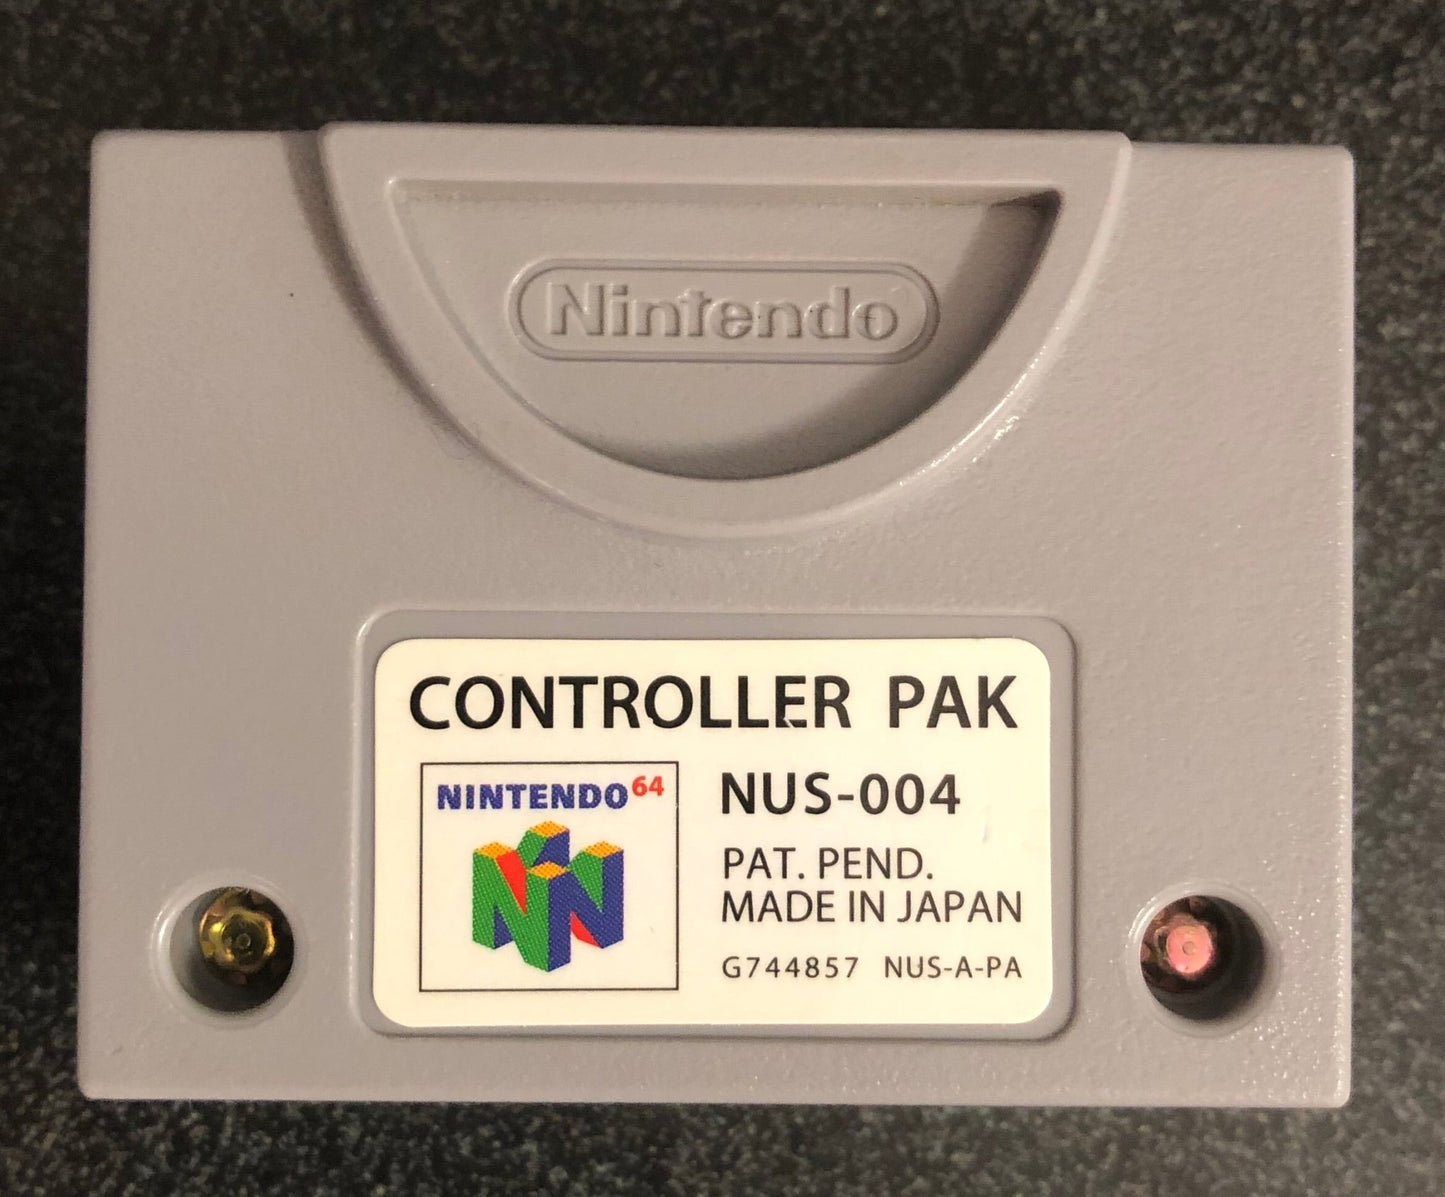 Nintendo
CONTROLLER PAK
NINTENDO64
NUS-004
PAT. PEND.
MADE IN JAPAN
G744857 NUS-A-PA